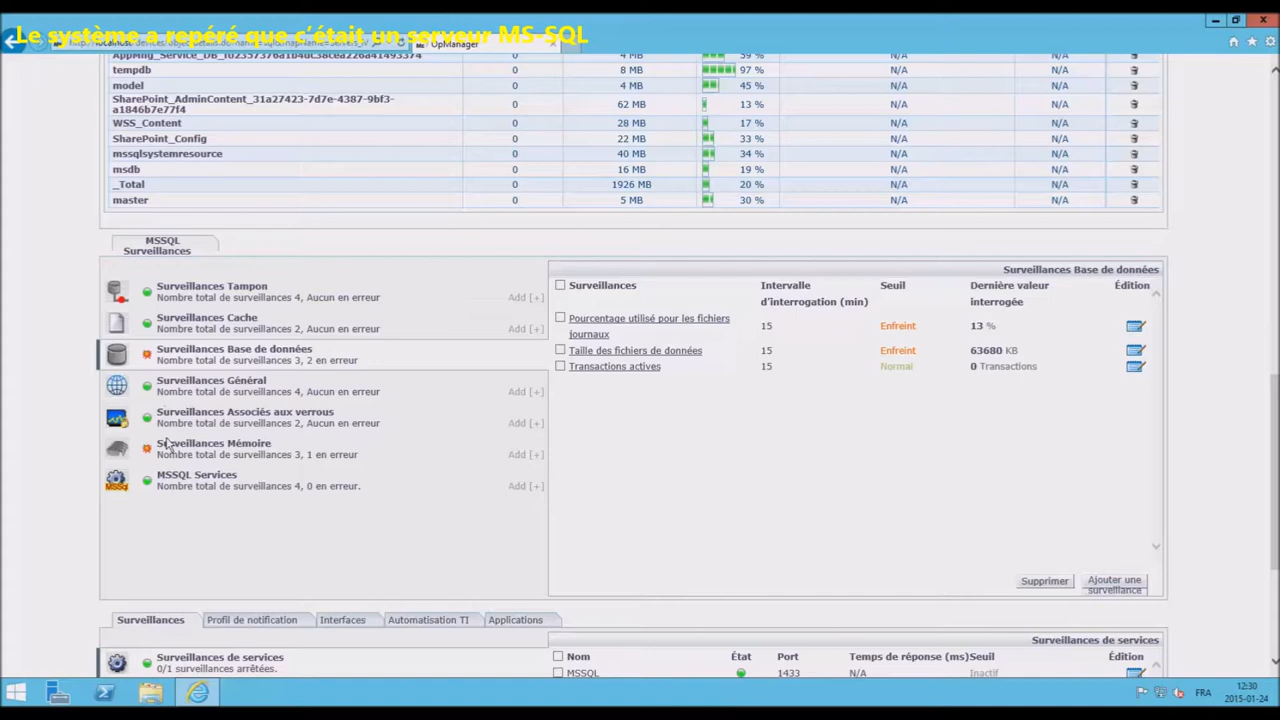 Le système a repéré que c'était un serveur MS-SQL
OpManager
tempdb 0 8 MB 97 % N/A N/A
model 0 4 MB 45 % N/A N/A
SharePoint_AdminContent_31a27423-7d7e-4387-9bf3-
a1846b7e77f4 0 62 MB 13 % N/A N/A
WSS_Content 0 28 MB 17 % N/A N/A
SharePoint_Config 0 22 MB 33 % N/A N/A
mssqlsystemresource 0 40 MB 34 % N/A N/A
msdb 0 16 MB 19 % N/A N/A
_Total 0 1926 MB 20 % N/A N/A
master 0 5 MB 30 % N/A N/A
MSSQL
Surveillances
Surveillances Tampon
Nombre total de surveillances 4, Aucun en erreur Add [+]
Surveillances Cache
Nombre total de surveillances 2, Aucun en erreur Add [+]
Surveillances Base de données
Nombre total de surveillances 3, 2 en erreur
Surveillances Général
Nombre total de surveillances 4, Aucun en erreur Add [+]
Surveillances Associés aux verrous
Nombre total de surveillances 2, Aucun en erreur Add [+]
Surveillances Mémoire
Nombre total de surveillances 3, 1 en erreur Add [+]
MSSQL Services
Nombre total de surveillances 4, 0 en erreur. Add [+]
MSSql
Surveillances Base de données
Surveillances Intervalle Seuil Dernière valeur Édition
d'interrogation (min) interrogée
Pourcentage utilisé pour les fichiers
journaux 15 Enfreint 13 %
Taille des fichiers de données 15 Enfreint 63680 KB
Transactions actives 15 Normal 0 Transactions
Supprimer Ajouter une
surveillance
Surveillances Profil de notification Interfaces Automatisation TI Applications
Surveillances de services
0/1 surveillances arrêtées.
Surveillances de services
Nom État Port Temps de réponse (ms) Seuil Édition
MSSQL 1433 N/A Inactif
FRA 12:30
2015-01-24